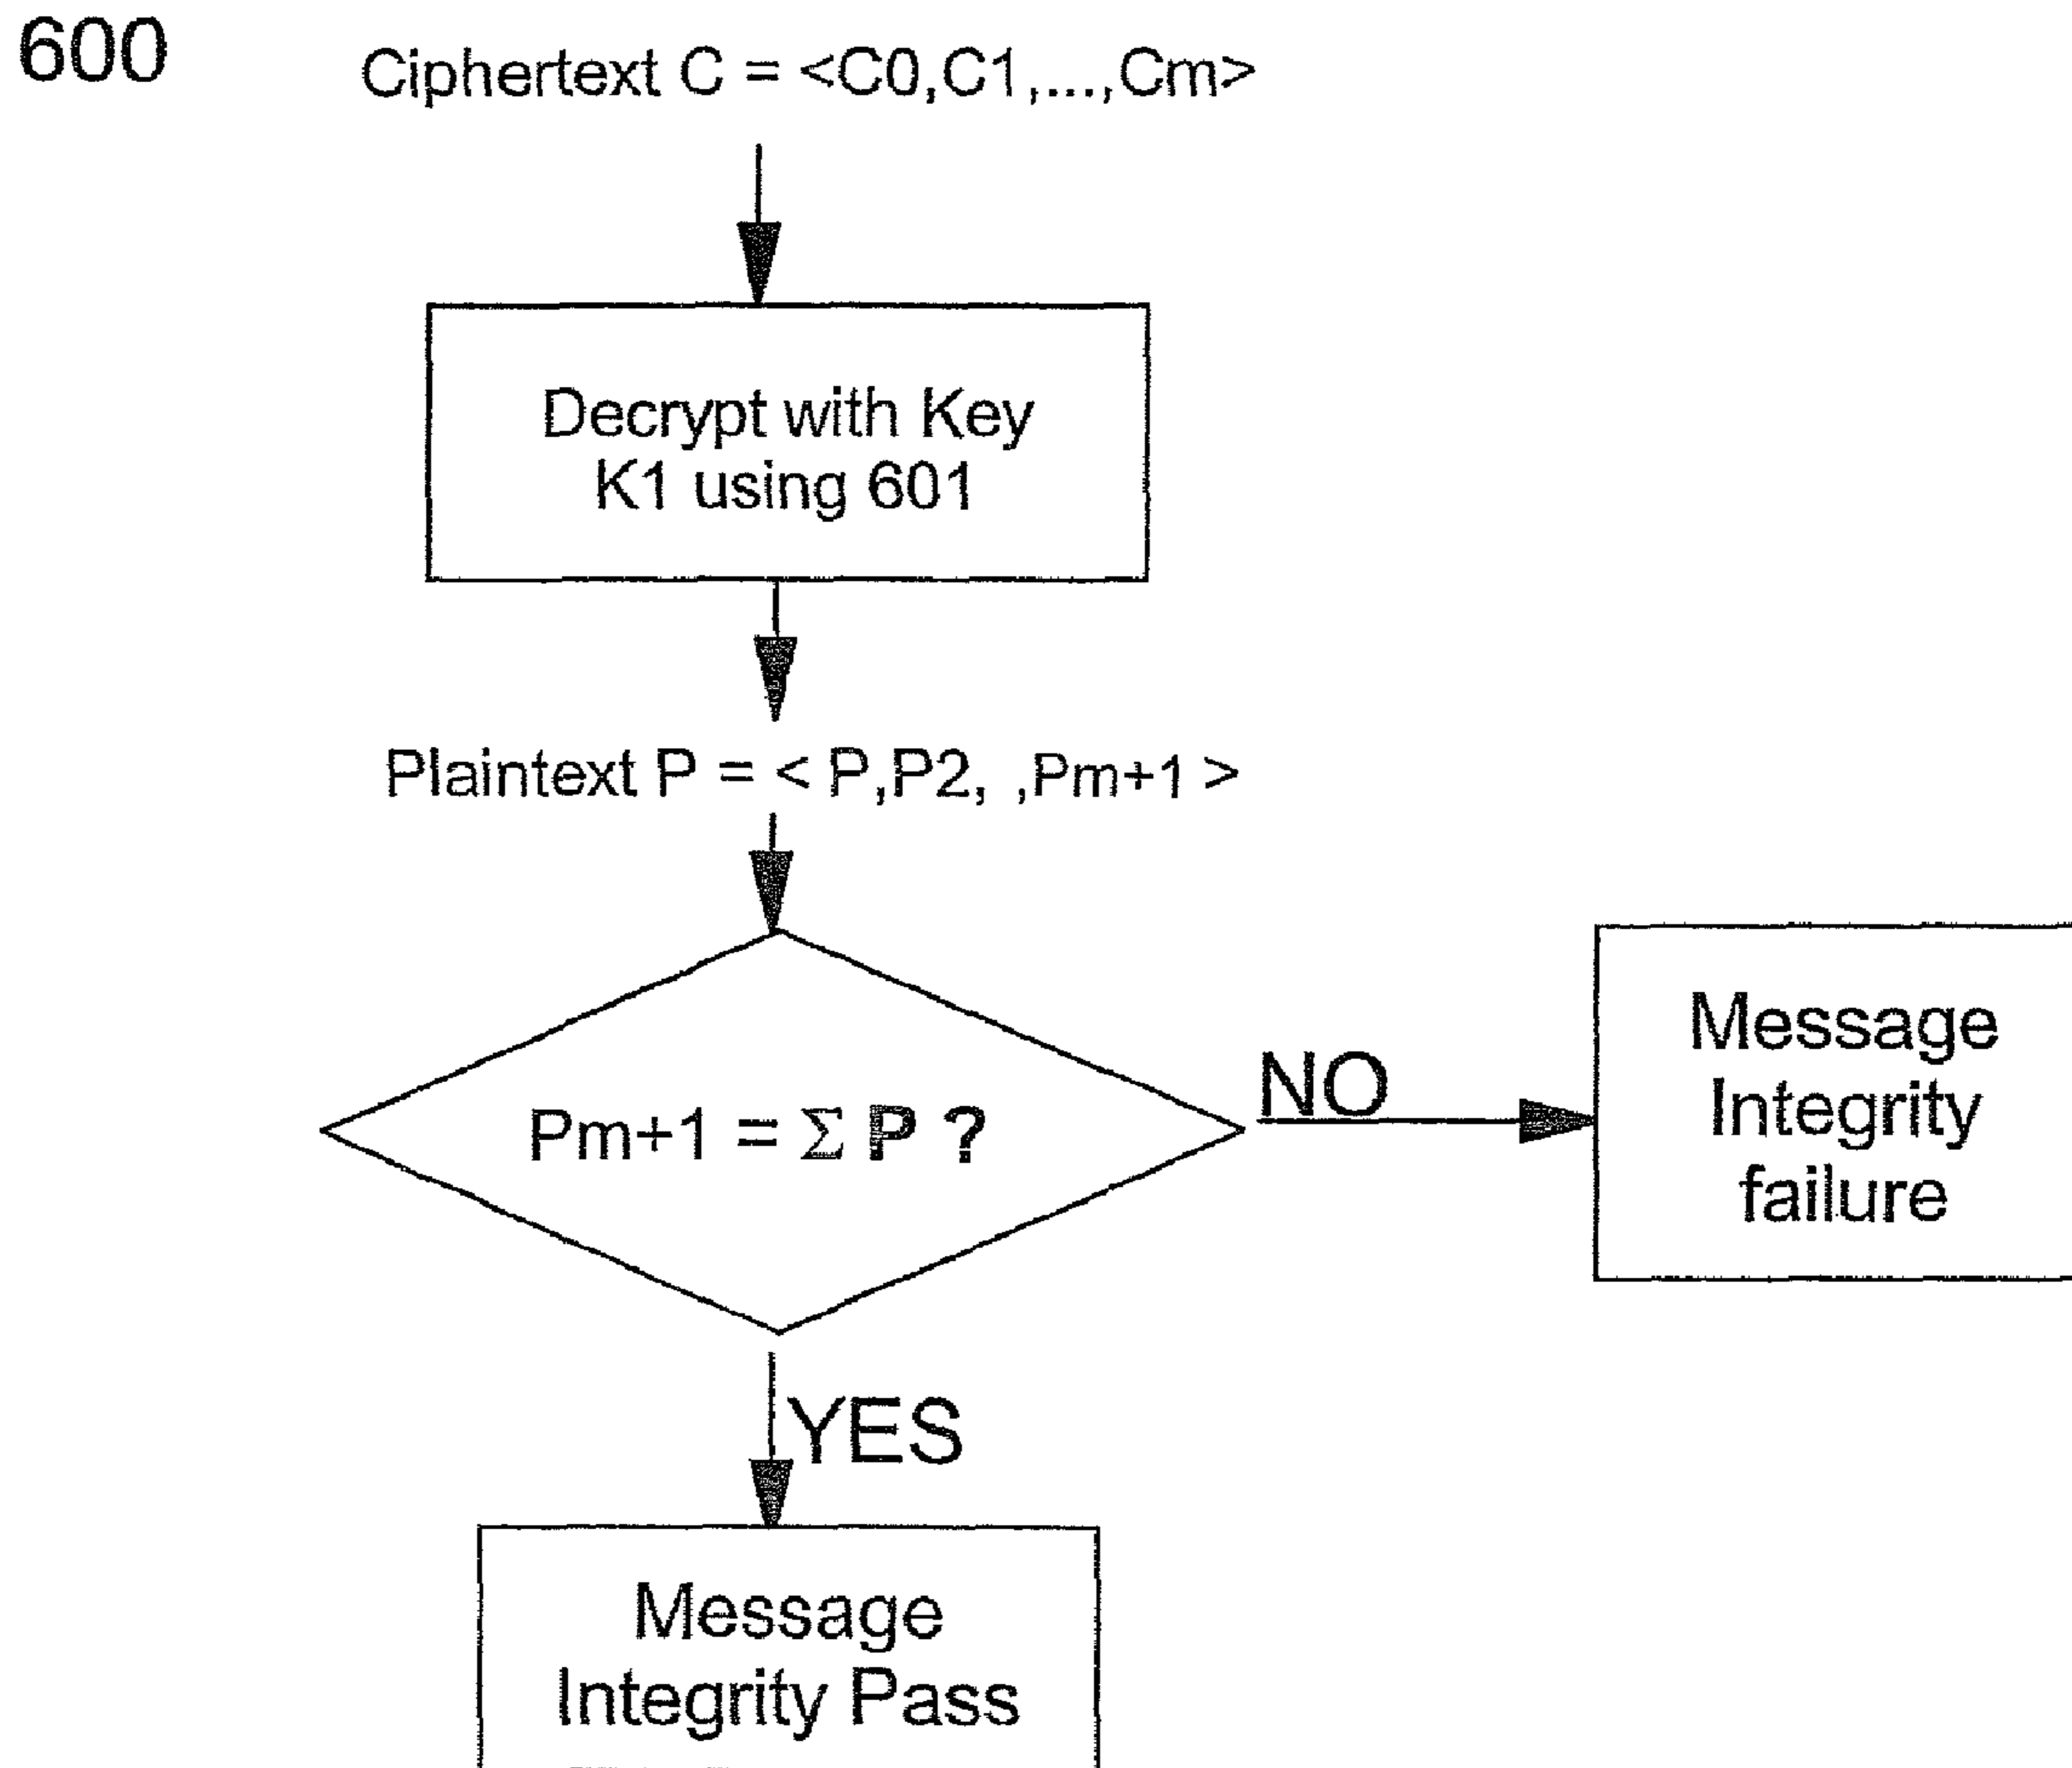 600
Ciphertext C = <C0,C1,...,Cm>
Decrypt with Key
K1 using 601
Plaintext P = < P,P2, ,Pm+1 >
Pm+1 = Σ P ?
NO
Message
Integrity
failure
YES
Message
Integrity Pass